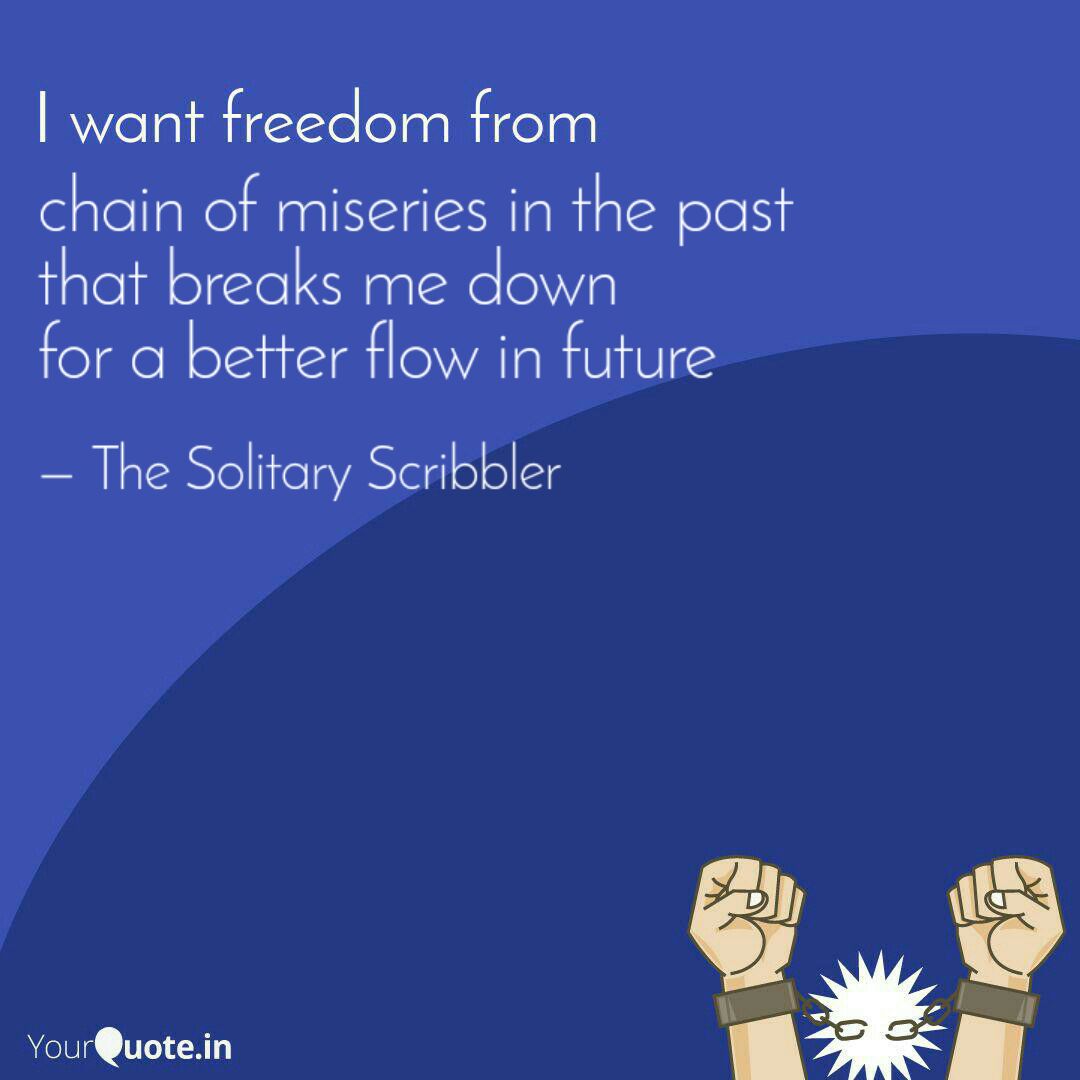 I want freedom from
chain of miseries in the past
that breaks me down
for a better flow in future
– The Solitary Scribbler
YourQuote.in